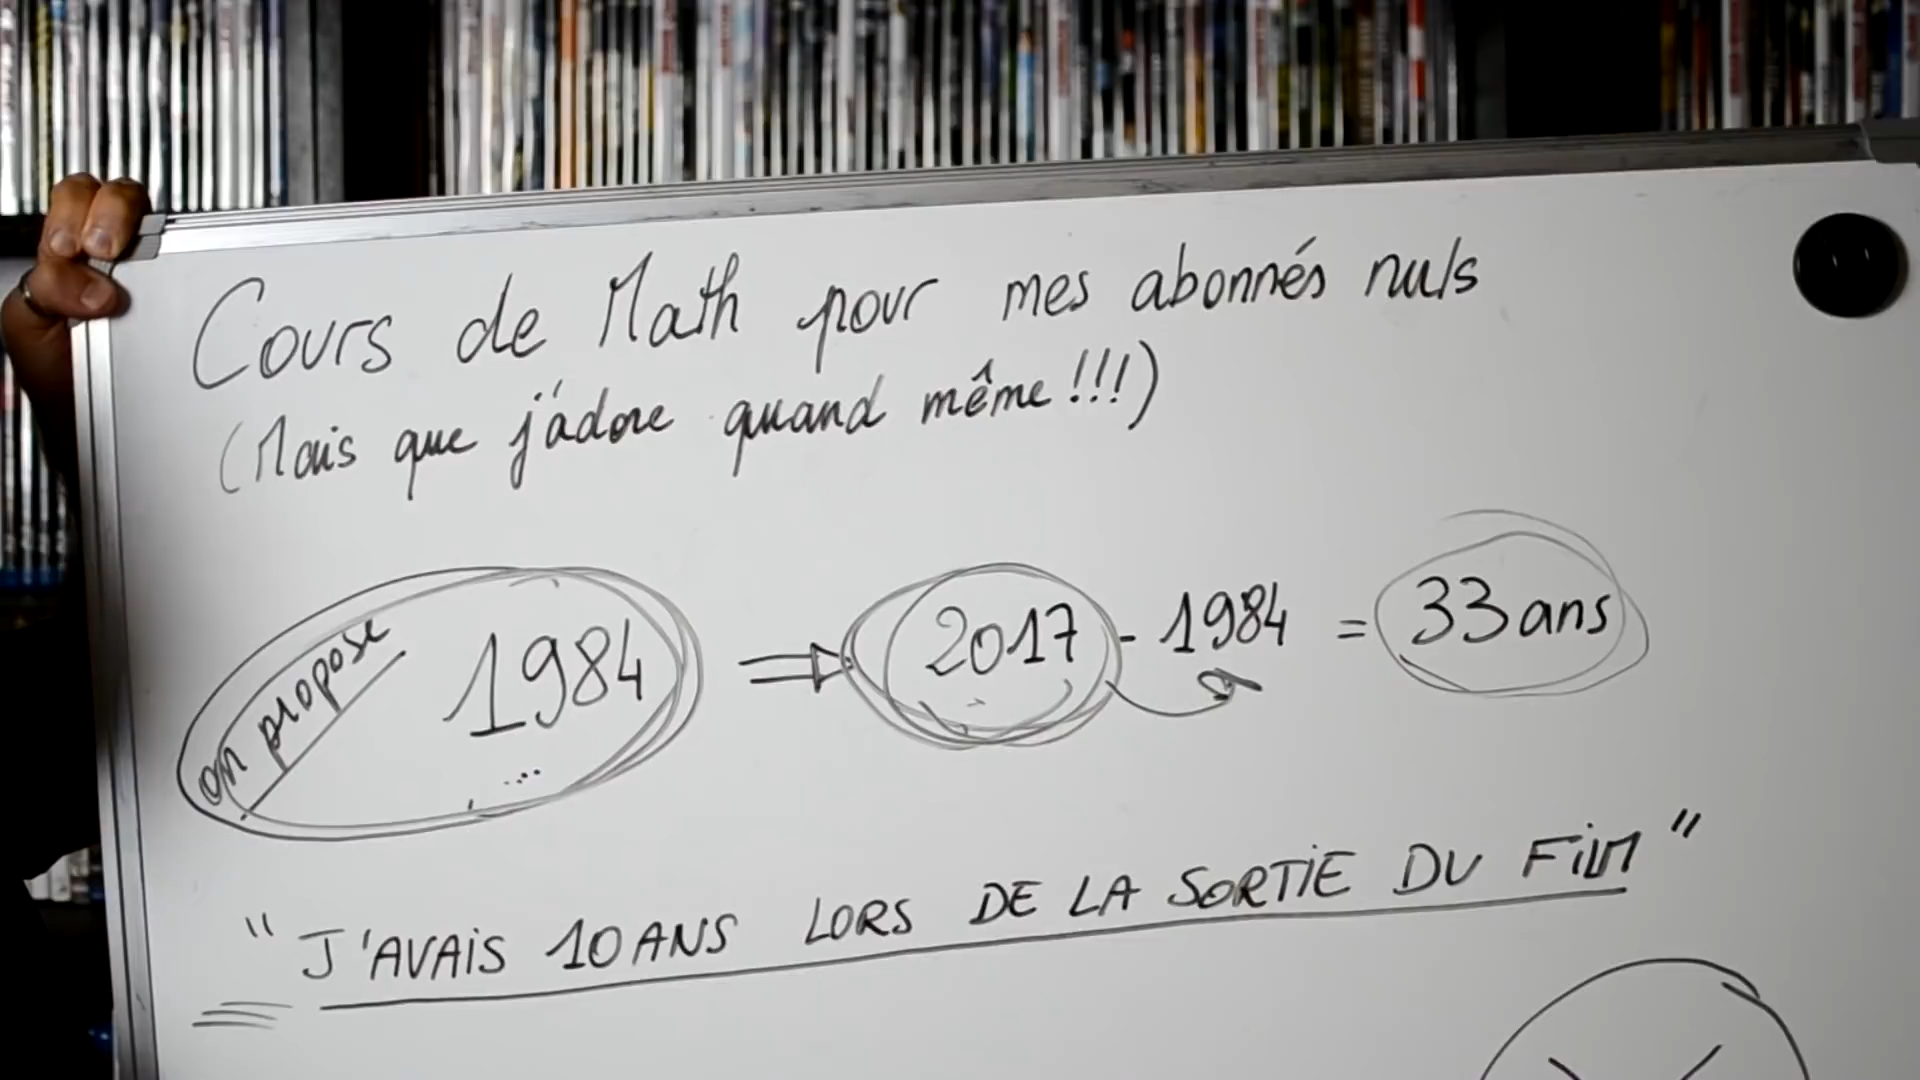 Cours de Math pour mes abonnés nuls
(Mais que j'adore quand même!!!)
on propose 1984 ... ⇒ 2017 - 1984 = 33 ans
" J'AVAIS 10 ANS LORS DE LA SORTIE DU FILM "